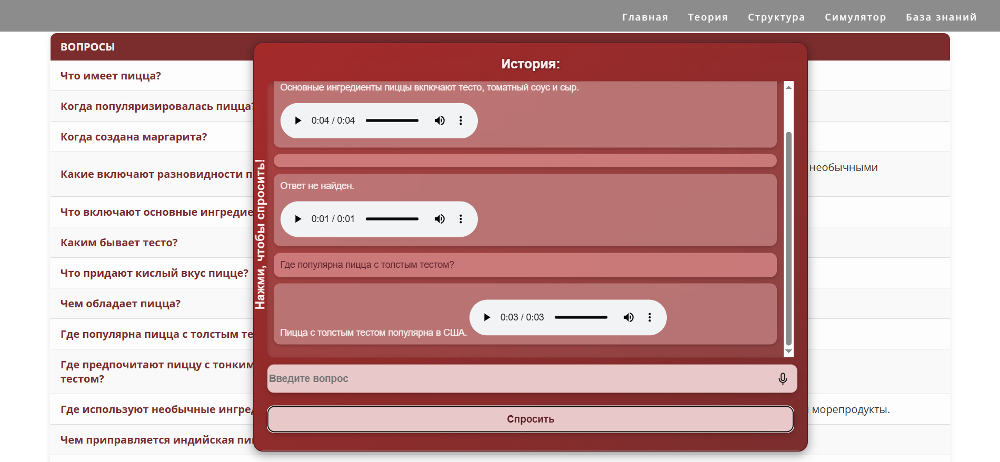 Главная Теория Структура Симулятор База знаний
ВОПРОСЫ
Что имеет пицца?
Когда популяризировалась пицца?
Когда создана маргарита?
Какие включают разновидности п
необычными
Что включают основные ингредие
Каким бывает тесто?
Что придают кислый вкус пицце?
Чем обладает пицца?
Где популярна пицца с толстым те
Где предпочитают пиццу с тонким
тестом?
Где используют необычные ингред
морепродукты.
Чем приправляется индийская пи
Нажми, чтобы спросить!
История:
Основные ингредиенты пиццы включают тесто, томатный соус и сыр.
0:04 / 0:04
Ответ не найден.
0:01 / 0:01
Где популярна пицца с толстым тестом?
Пицца с толстым тестом популярна в США.
0:03 / 0:03
Введите вопрос
Спросить